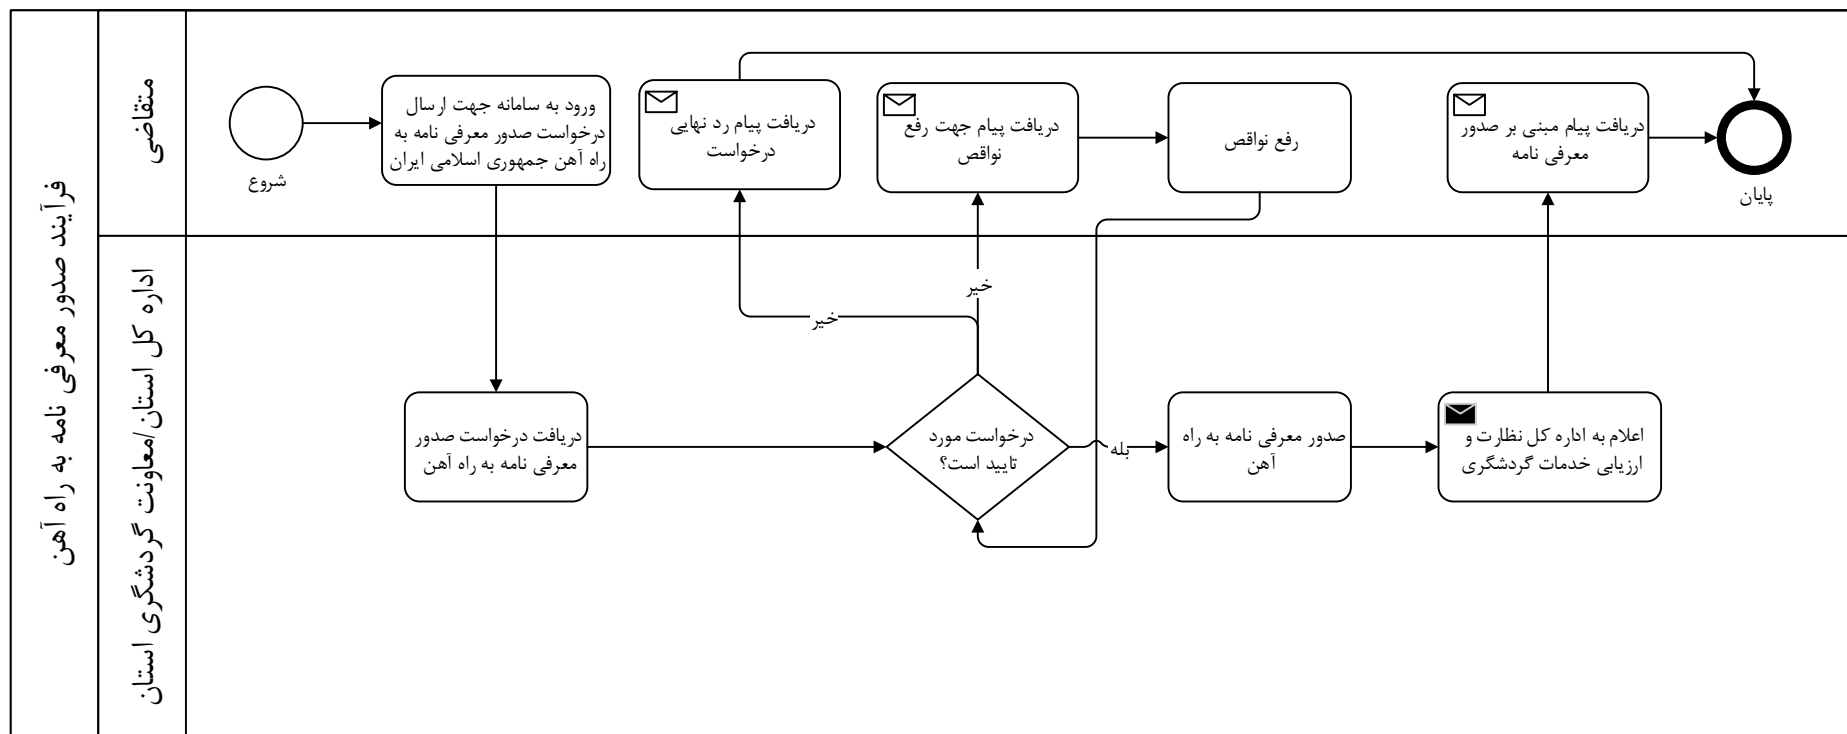 فرآیند صدور معرفی نامه به راه آهن
متقاضی
شروع
ورود به سامانه جهت ارسال
درخواست صدور معرفی نامه به
راه آهن جمهوری اسلامی ایران
دریافت پیام رد نهایی
درخواست
دریافت پیام جهت رفع
نواقص
رفع نواقص
دریافت پیام مبنی بر صدور
معرفی نامه
پایان
اداره کل استان/معاونت گردشگری استان
دریافت درخواست صدور
معرفی نامه به راه آهن
خیر
خیر
درخواست مورد
تایید است؟
بله
صدور معرفی نامه به راه
آهن
اعلام به اداره کل نظارت و
ارزیابی خدمات گردشگری